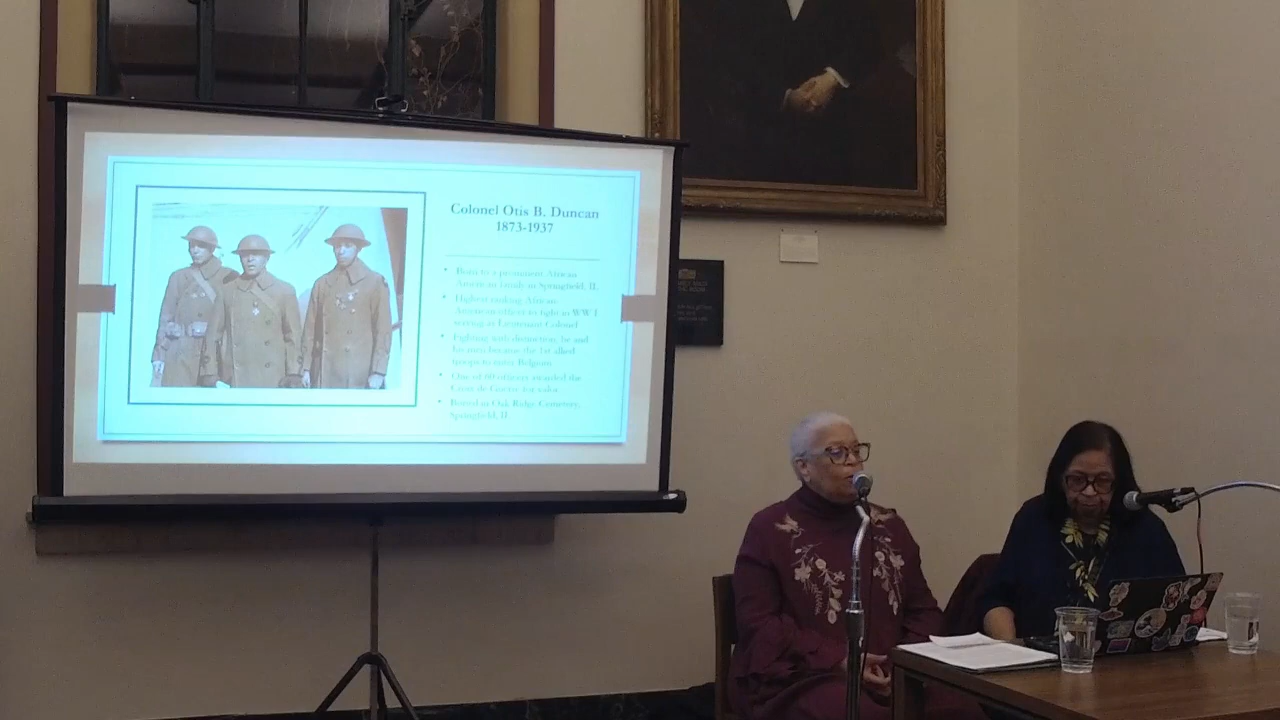 Colonel Otis B. Duncan
1873-1937
• Born to a prominent African
American family in Springfield, IL
• Highest ranking African-
American officer to fight in WW I
serving as Lieutenant Colonel
• Fighting with distinction, he and
his men became the 1st allied
troops to enter Belgium
• One of 68 officers awarded the
Croix de Guerre for valor
• Buried in Oak Ridge Cemetery,
Springfield, IL